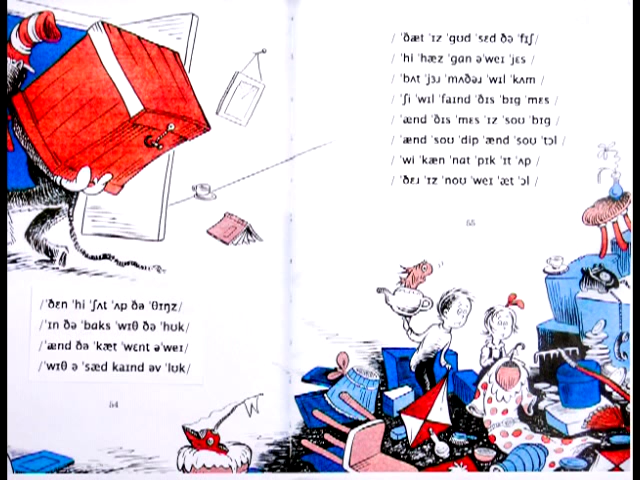 /ˈðɛn ˈhi ˈʃʌt ˈʌp ðə ˈθɪŋz/
/ˈɪn ðə ˈbɑks ˈwɪθ ðə ˈhʊk/
/ˈænd ðə ˈkæt ˈwɛnt əˈweɪ/
/ˈwɪθ ə ˈsæd kaɪnd əv ˈlʊk/
54
/ ˈðæt ˈɪz ˈgʊd ˈsɛd ðə ˈfɪʃ/
/ ˈhi ˈhæz ˈgɑn əˈweɪ ˈjɛs /
/ ˈbʌt ˈjɜɹ ˈmʌðəɹ ˈwɪl ˈkʌm /
/ ˈʃi ˈwɪl ˈfaɪnd ˈðɪs ˈbɪg ˈmɛs /
/ ˈænd ˈðɪs ˈmɛs ˈɪz ˈsoʊ ˈbɪg /
/ ˈænd ˈsoʊ ˈdip ˈænd ˈsoʊ ˈtɔl /
/ ˈwi ˈkæn ˈnɑt ˈpɪk ˈɪt ˈʌp /
/ ˈðɛɹ ˈɪz ˈnoʊ ˈweɪ ˈæt ˈɔl /
55